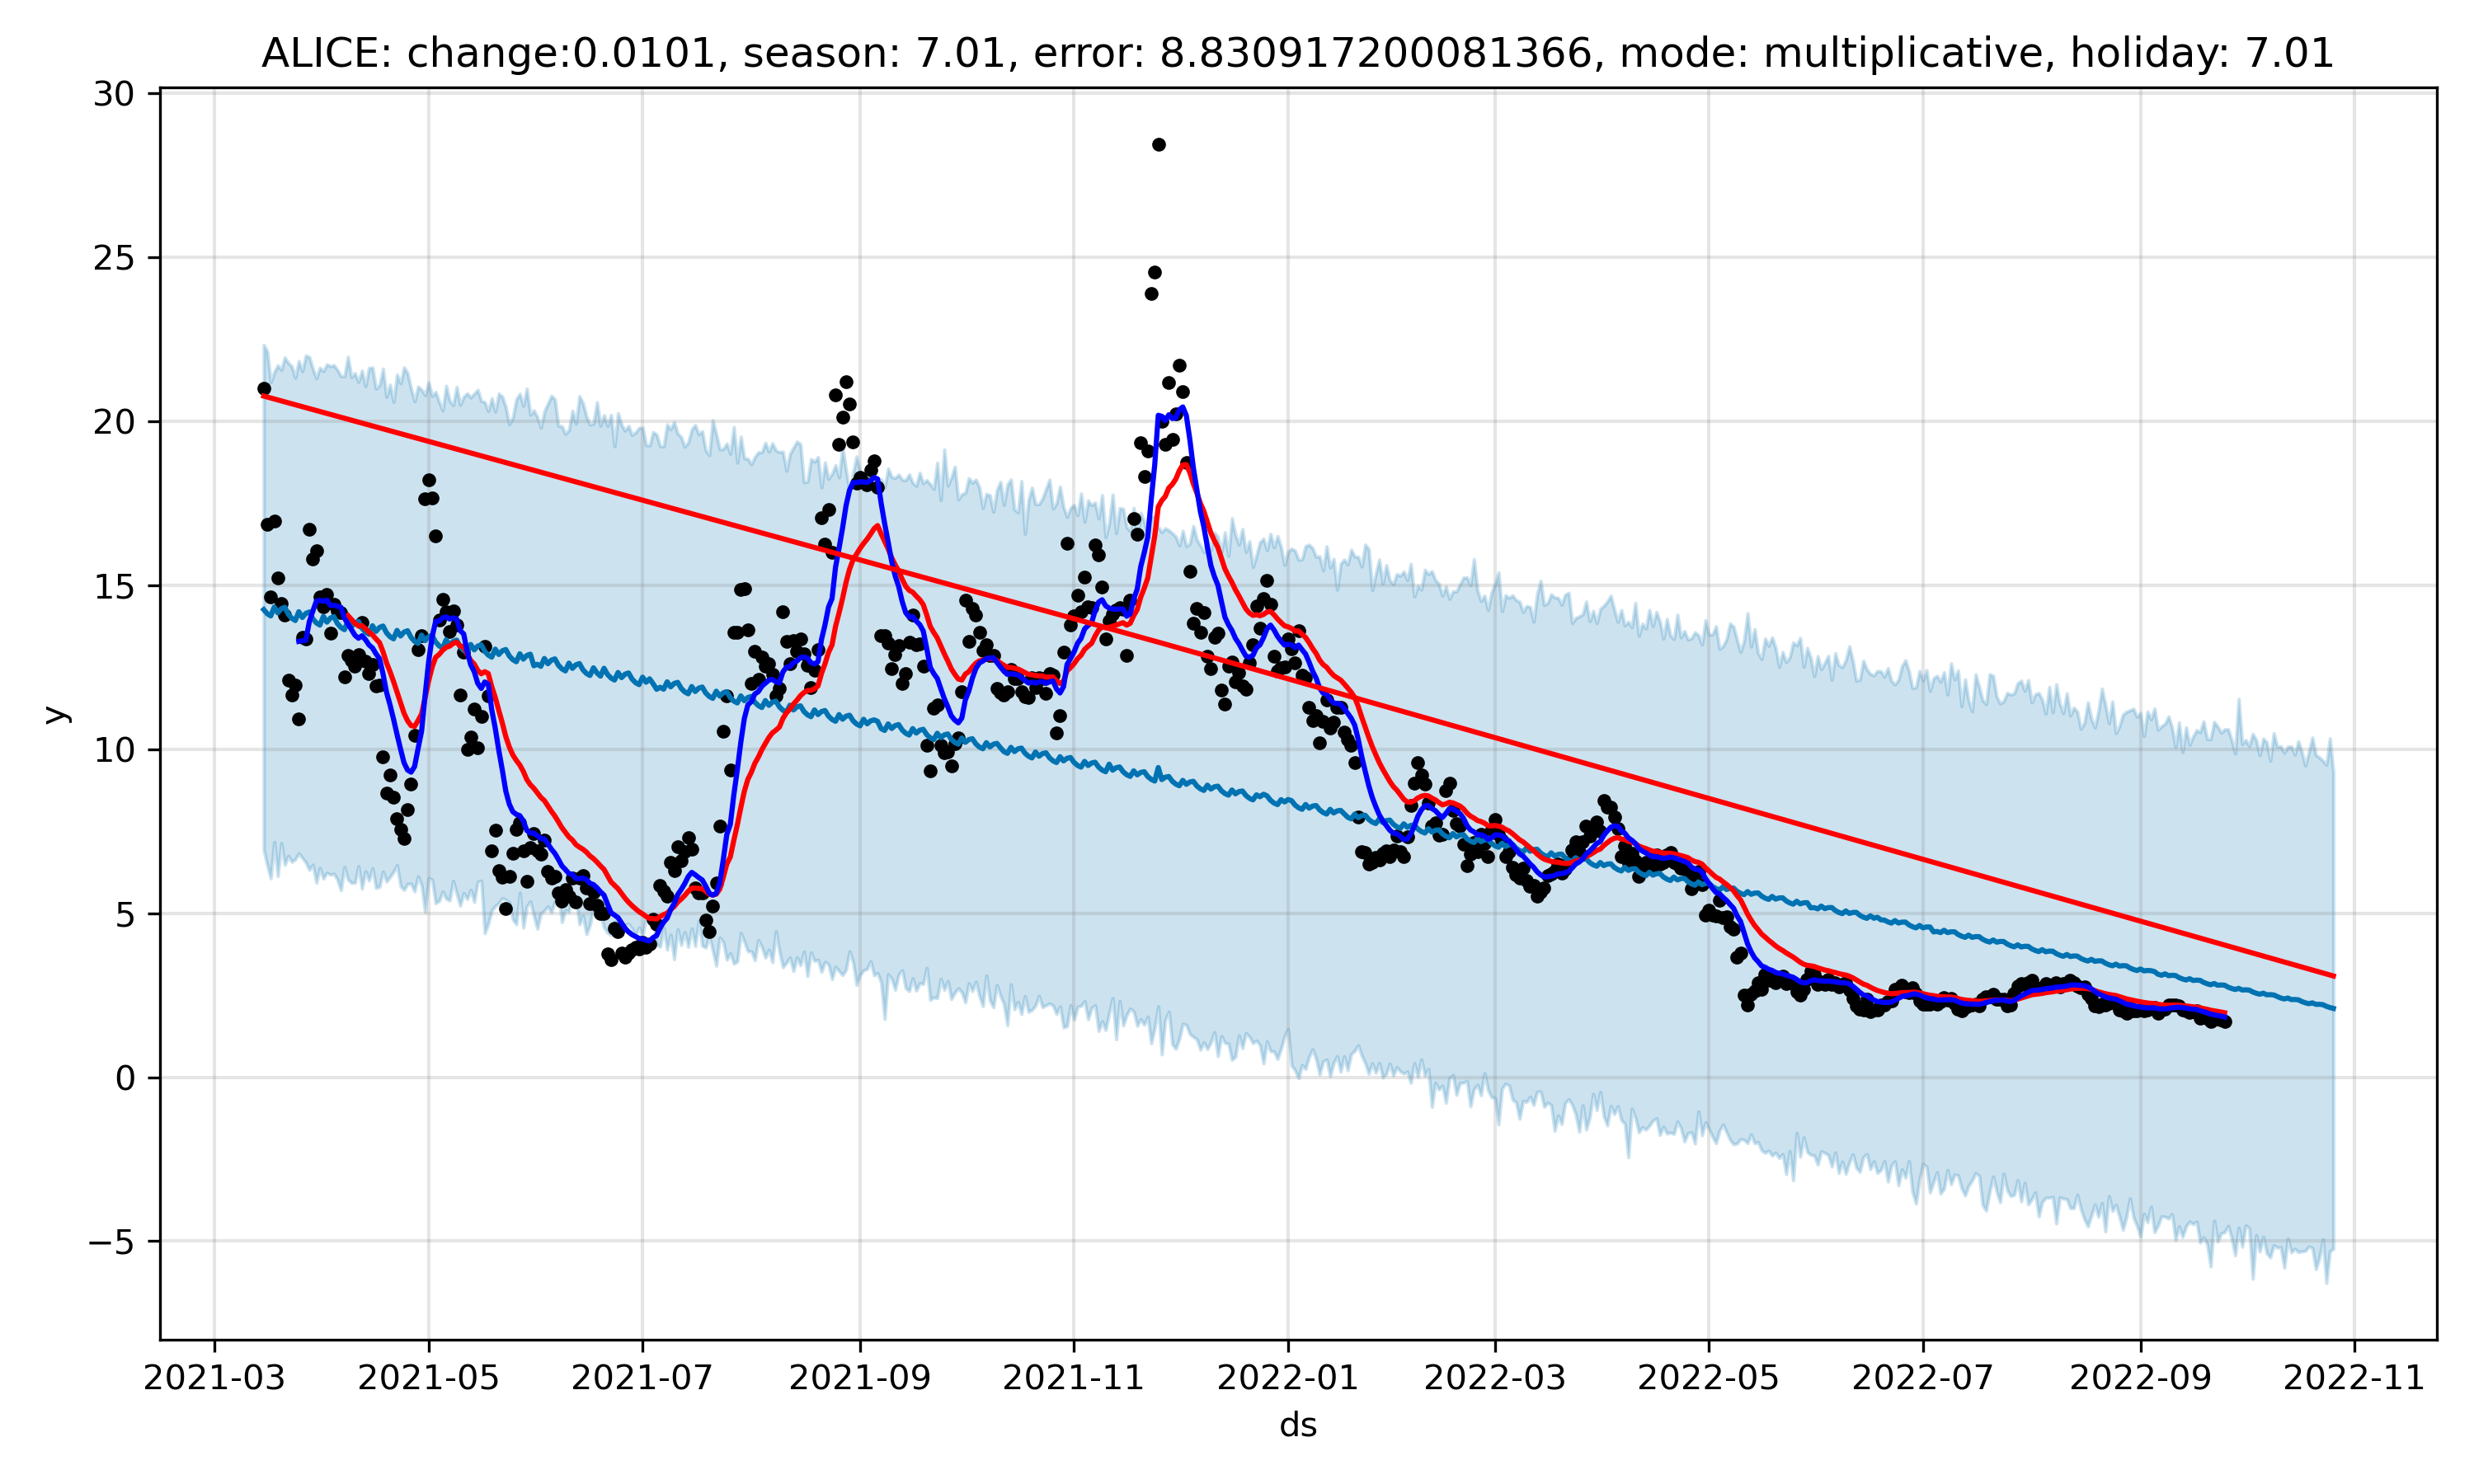 ALICE: change:0.0101, season: 7.01, error: 8.830917200081366, mode: multiplicative, holiday: 7.01
30
25
20
15
10
5
0
−5
y
2021-03 2021-05 2021-07 2021-09 2021-11 2022-01 2022-03 2022-05 2022-07 2022-09 2022-11
ds